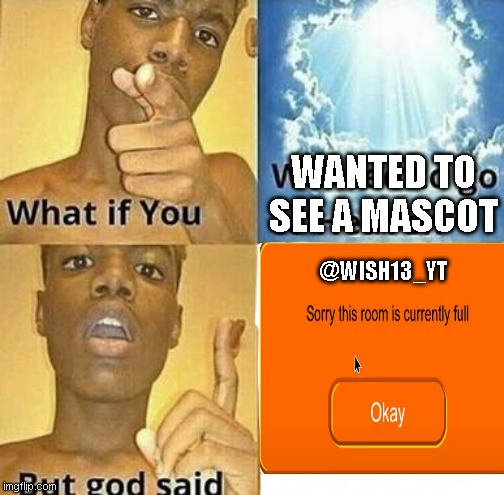 What if You
WANTED TO
SEE A MASCOT
But god said
@WISH13_YT
Sorry this room is currently full
Okay
imgflip.com